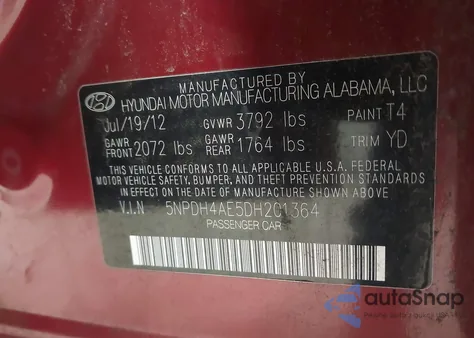 MANUFACTURED BY
HYUNDAI MOTOR MANUFACTURING ALABAMA, LLC
Jul/19/12 GVWR 3792 lbs PAINT T4
GAWR FRONT 2072 lbs GAWR REAR 1764 lbs TRIM YD
THIS VEHICLE CONFORMS TO ALL APPLICABLE U.S.A. FEDERAL
MOTOR VEHICLE SAFETY, BUMPER, AND THEFT PREVENTION STANDARDS
IN EFFECT ON THE DATE OF MANUFACTURE SHOWN ABOVE.
V.I.N 5NPDH4AE5DH201364
PASSENGER CAR
autoSnap